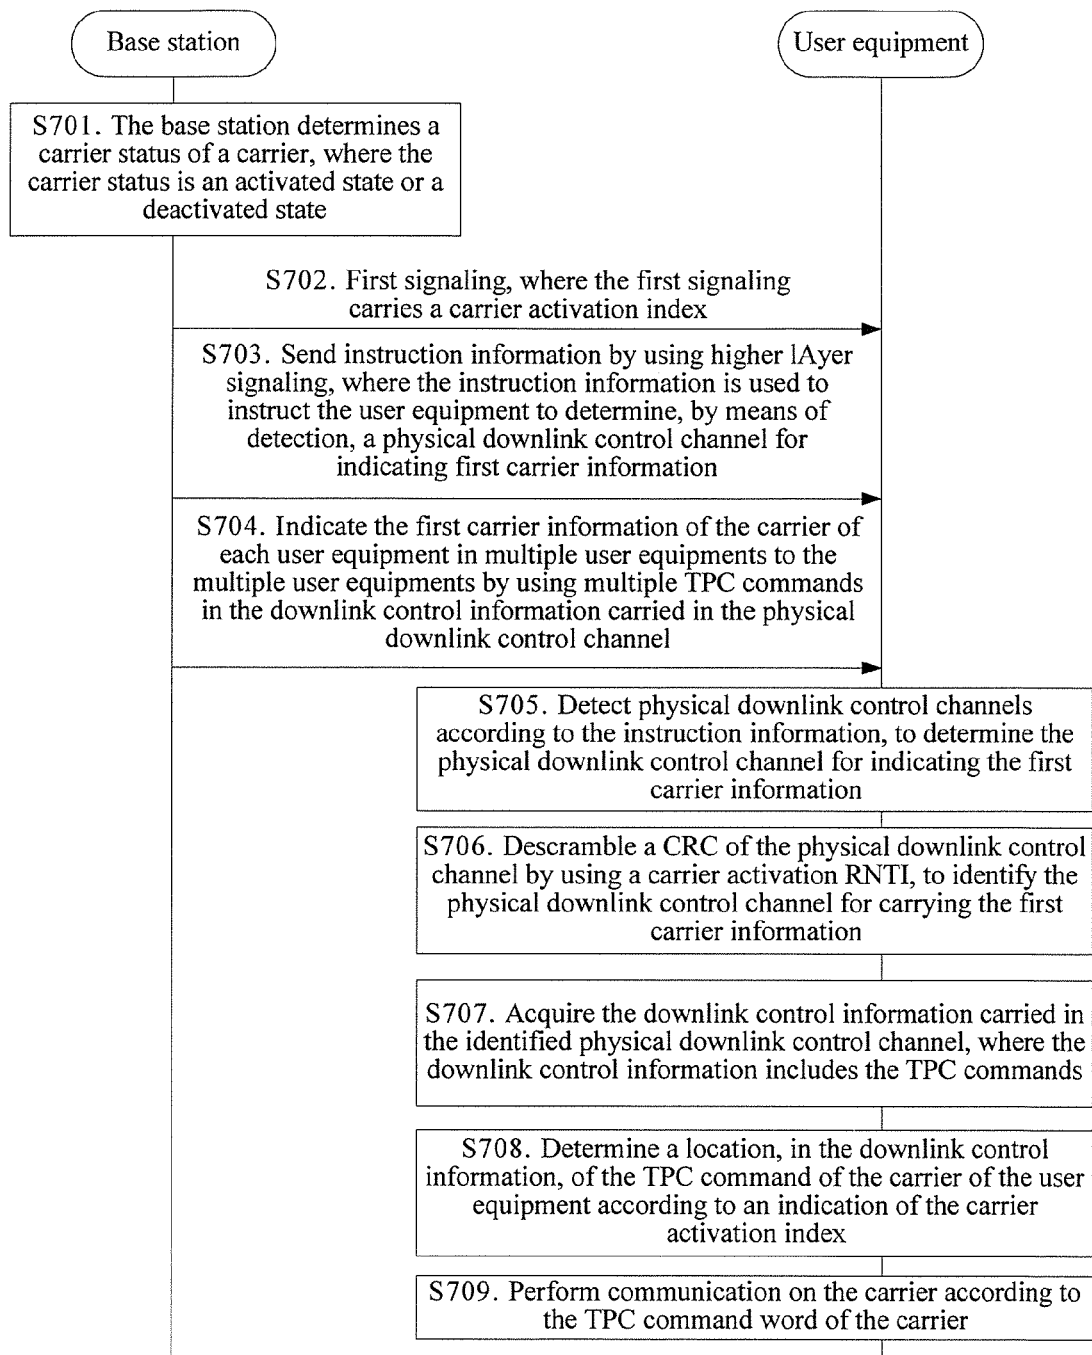 Base station
User equipment
S701. The base station determines a
carrier status of a carrier, where the
carrier status is an activated state or a
deactivated state
S702. First signaling, where the first signaling
carries a carrier activation index
S703. Send instruction information by using higher lAyer
signaling, where the instruction information is used to
instruct the user equipment to determine, by means of
detection, a physical downlink control channel for
indicating first carrier information
S704. Indicate the first carrier information of the carrier of
each user equipment in multiple user equipments to the
multiple user equipments by using multiple TPC commands
in the downlink control information carried in the physical
downlink control channel
S705. Detect physical downlink control channels
according to the instruction information, to determine the
physical downlink control channel for indicating the first
carrier information
S706. Descramble a CRC of the physical downlink control
channel by using a carrier activation RNTI, to identify the
physical downlink control channel for carrying the first
carrier information
S707. Acquire the downlink control information carried in
the identified physical downlink control channel, where the
downlink control information includes the TPC commands
S708. Determine a location, in the downlink control
information, of the TPC command of the carrier of the user
equipment according to an indication of the carrier
activation index
S709. Perform communication on the carrier according to
the TPC command word of the carrier